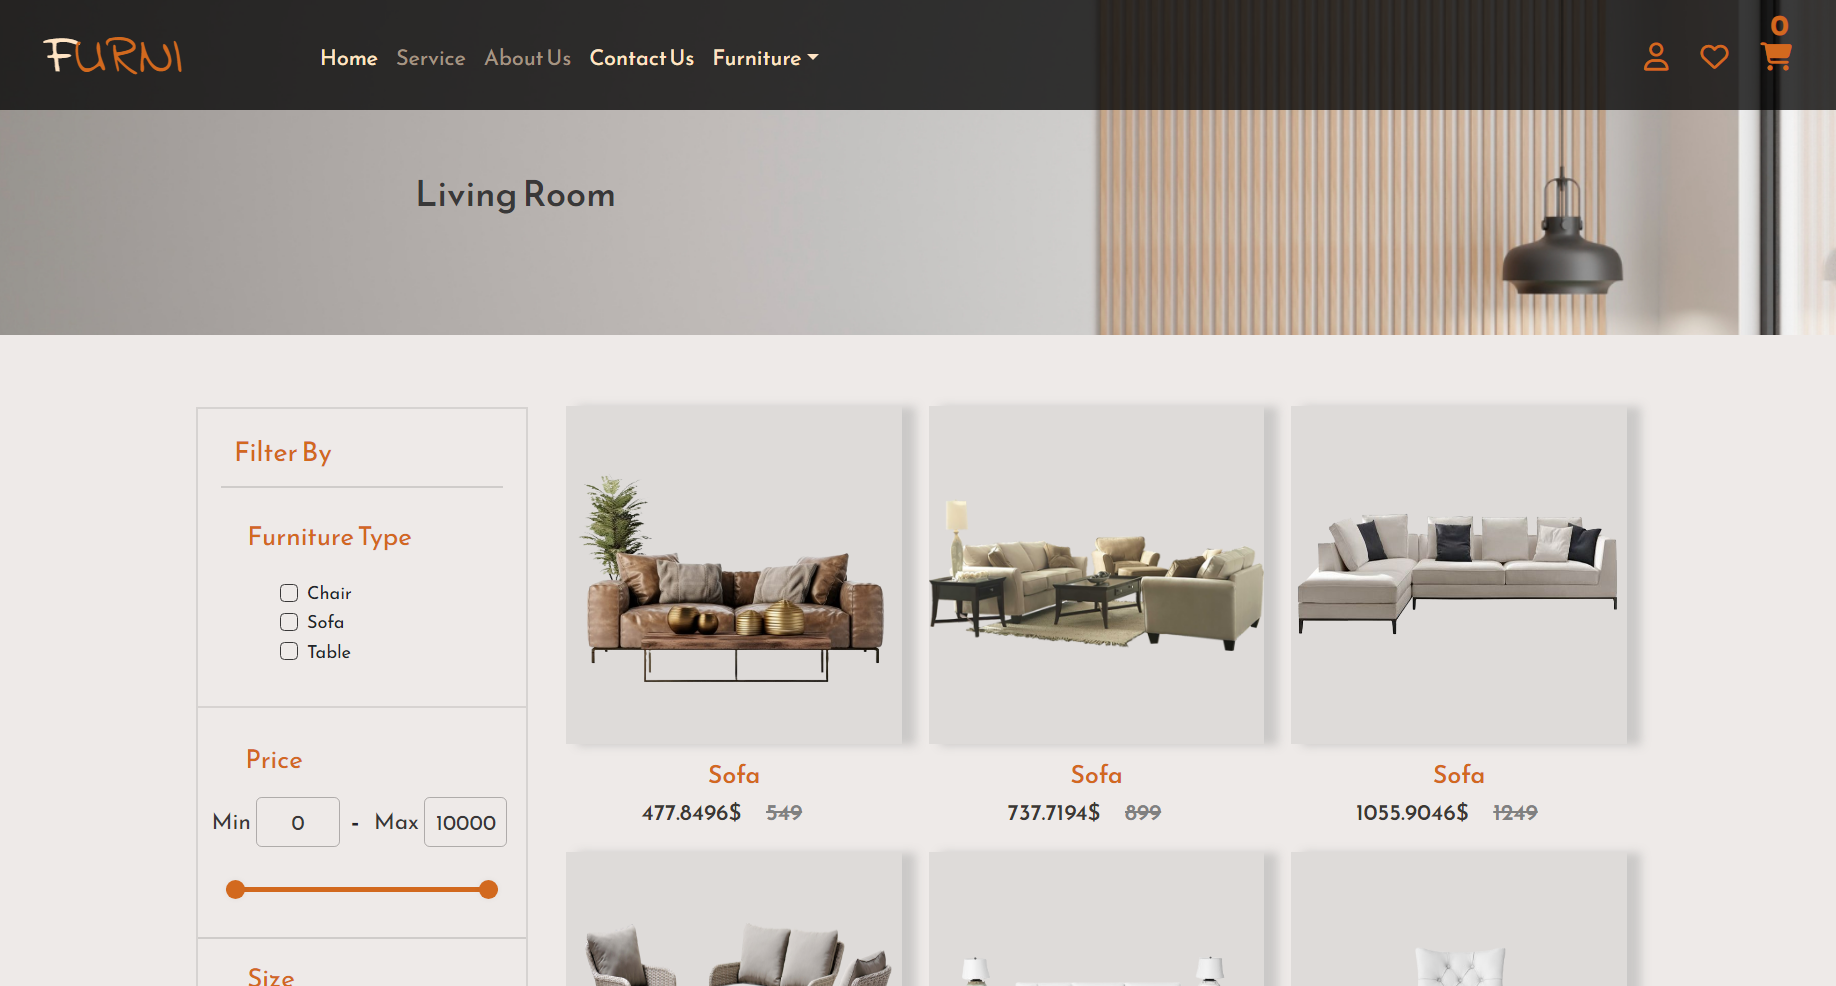 FURNI
Home Service About Us Contact Us Furniture
0
Living Room
Filter By
Furniture Type
Chair
Sofa
Table
Price
Min 0 - Max 10000
Size
Sofa
477.8496$ 549
Sofa
737.7194$ 899
Sofa
1055.9046$ 1249